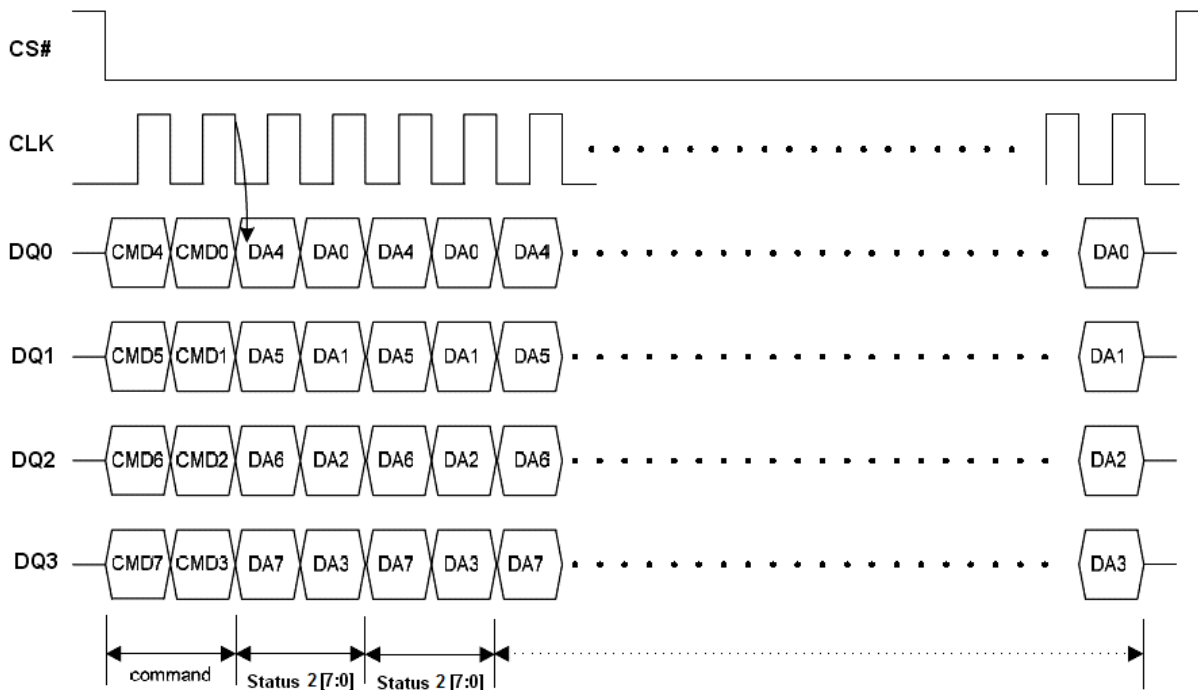 CS#
CLK
DQ0 CMD4 CMD0 DA4 DA0 DA4 DA0 DA4 DA0
DQ1 CMD5 CMD1 DA5 DA1 DA5 DA1 DA5 DA1
DQ2 CMD6 CMD2 DA6 DA2 DA6 DA2 DA6 DA2
DQ3 CMD7 CMD3 DA7 DA3 DA7 DA3 DA7 DA3
command Status 2 [7:0] Status 2 [7:0]